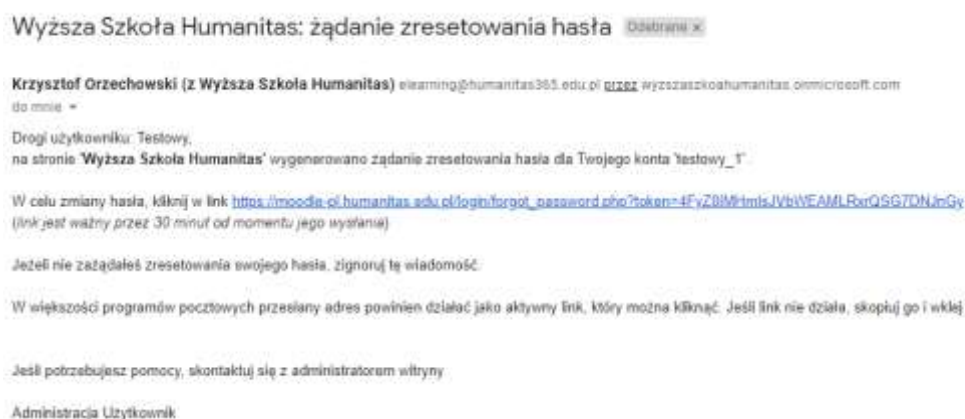 Wyższa Szkoła Humanitas: żądanie zresetowania hasła Odebrane x
Krzysztof Orzechowski (z Wyższa Szkoła Humanitas) elearning@humanitas365.edu.pl przez wyzszaszkoahumanitas.onmicrosoft.com
do mnie
Drogi użytkowniku: Testowy,
na stronie 'Wyższa Szkoła Humanitas' wygenerowano żądanie zresetowania hasła dla Twojego konta 'testowy_1'.
W celu zmiany hasła, kliknij w link https://moodle-pl.humanitas.edu.pl/login/forgot_password.php?token=
(link jest ważny przez 30 minut od momentu jego wysłania)
Jeżeli nie zażądałeś zresetowania swojego hasła, zignoruj tę wiadomość.
W większości programów pocztowych przesłany adres powinien działać jako aktywny link, który można kliknąć. Jeśli link nie działa, skopiuj go i wklej
Jeśli potrzebujesz pomocy, skontaktuj się z administratorem witryny
Administracja Użytkownik